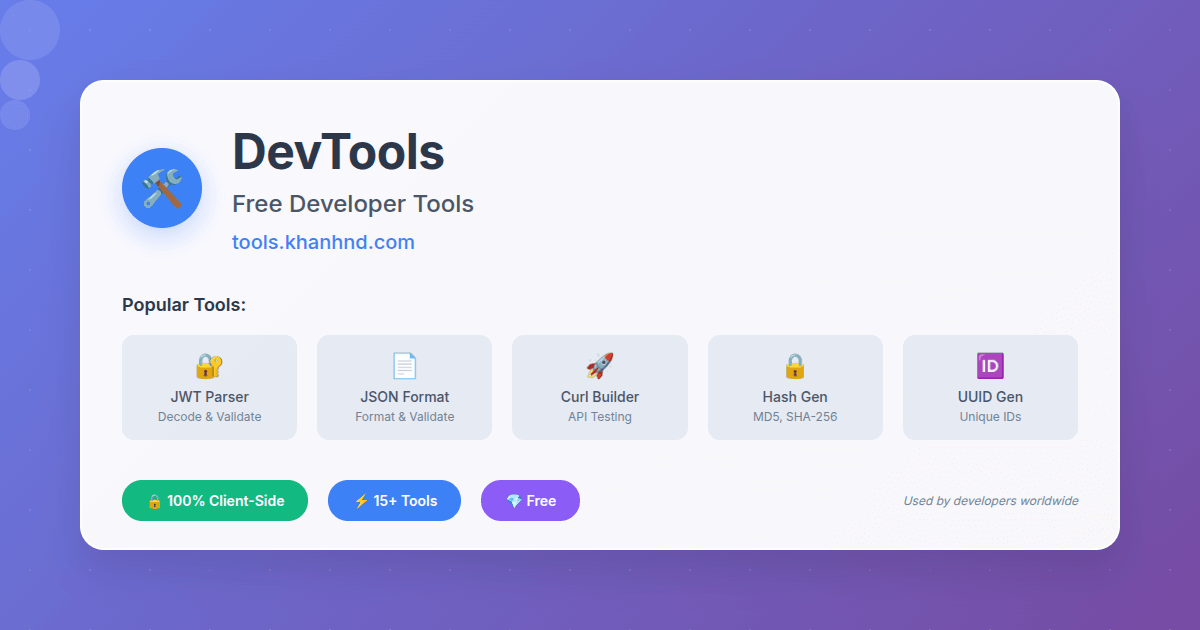 DevTools
Free Developer Tools
tools.khanhnd.com
Popular Tools:
JWT Parser
Decode & Validate
JSON Format
Format & Validate
Curl Builder
API Testing
Hash Gen
MD5, SHA-256
ID
UUID Gen
Unique IDs
100% Client-Side
15+ Tools
Free
Used by developers worldwide